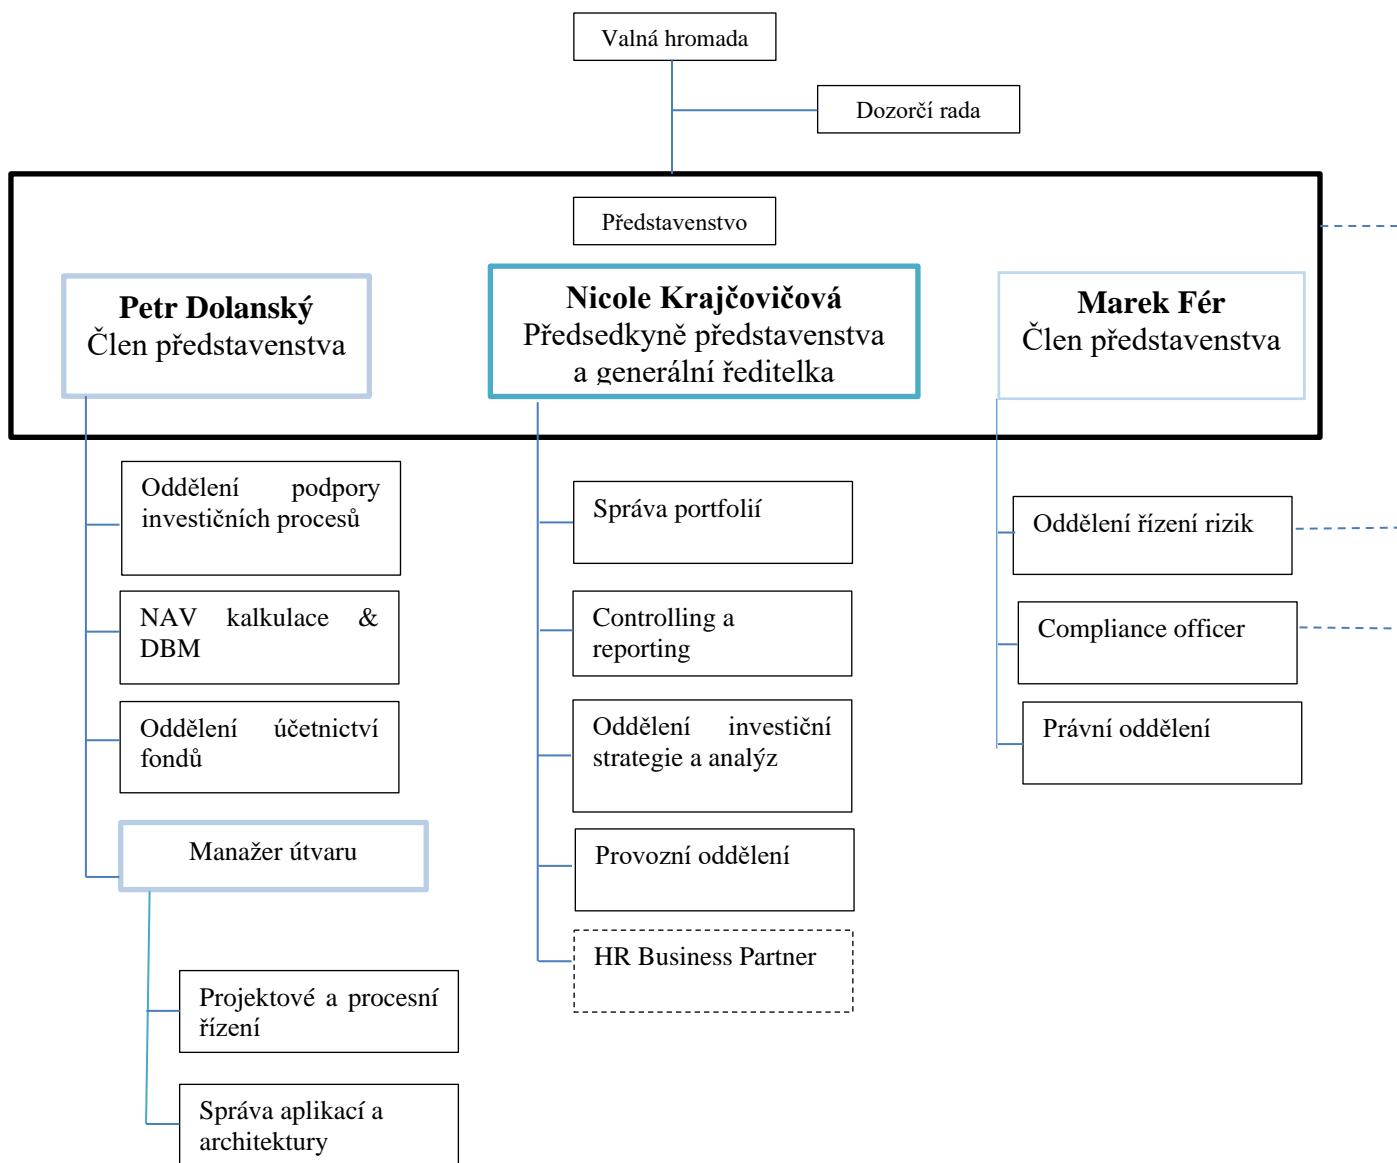 Valná hromada
Dozorčí rada
Představenstvo
Petr Dolanský
Člen představenstva
Nicole Krajčovičová
Předsedkyně představenstva
a generální ředitelka
Marek Fér
Člen představenstva
Oddělení podpory
investičních procesů
NAV kalkulace &
DBM
Oddělení účetnictví
fondů
Manažer útvaru
Projektové a procesní
řízení
Správa aplikací a
architektury
Správa portfolií
Controlling a
reporting
Oddělení investiční
strategie a analýz
Provozní oddělení
HR Business Partner
Oddělení řízení rizik
Compliance officer
Právní oddělení